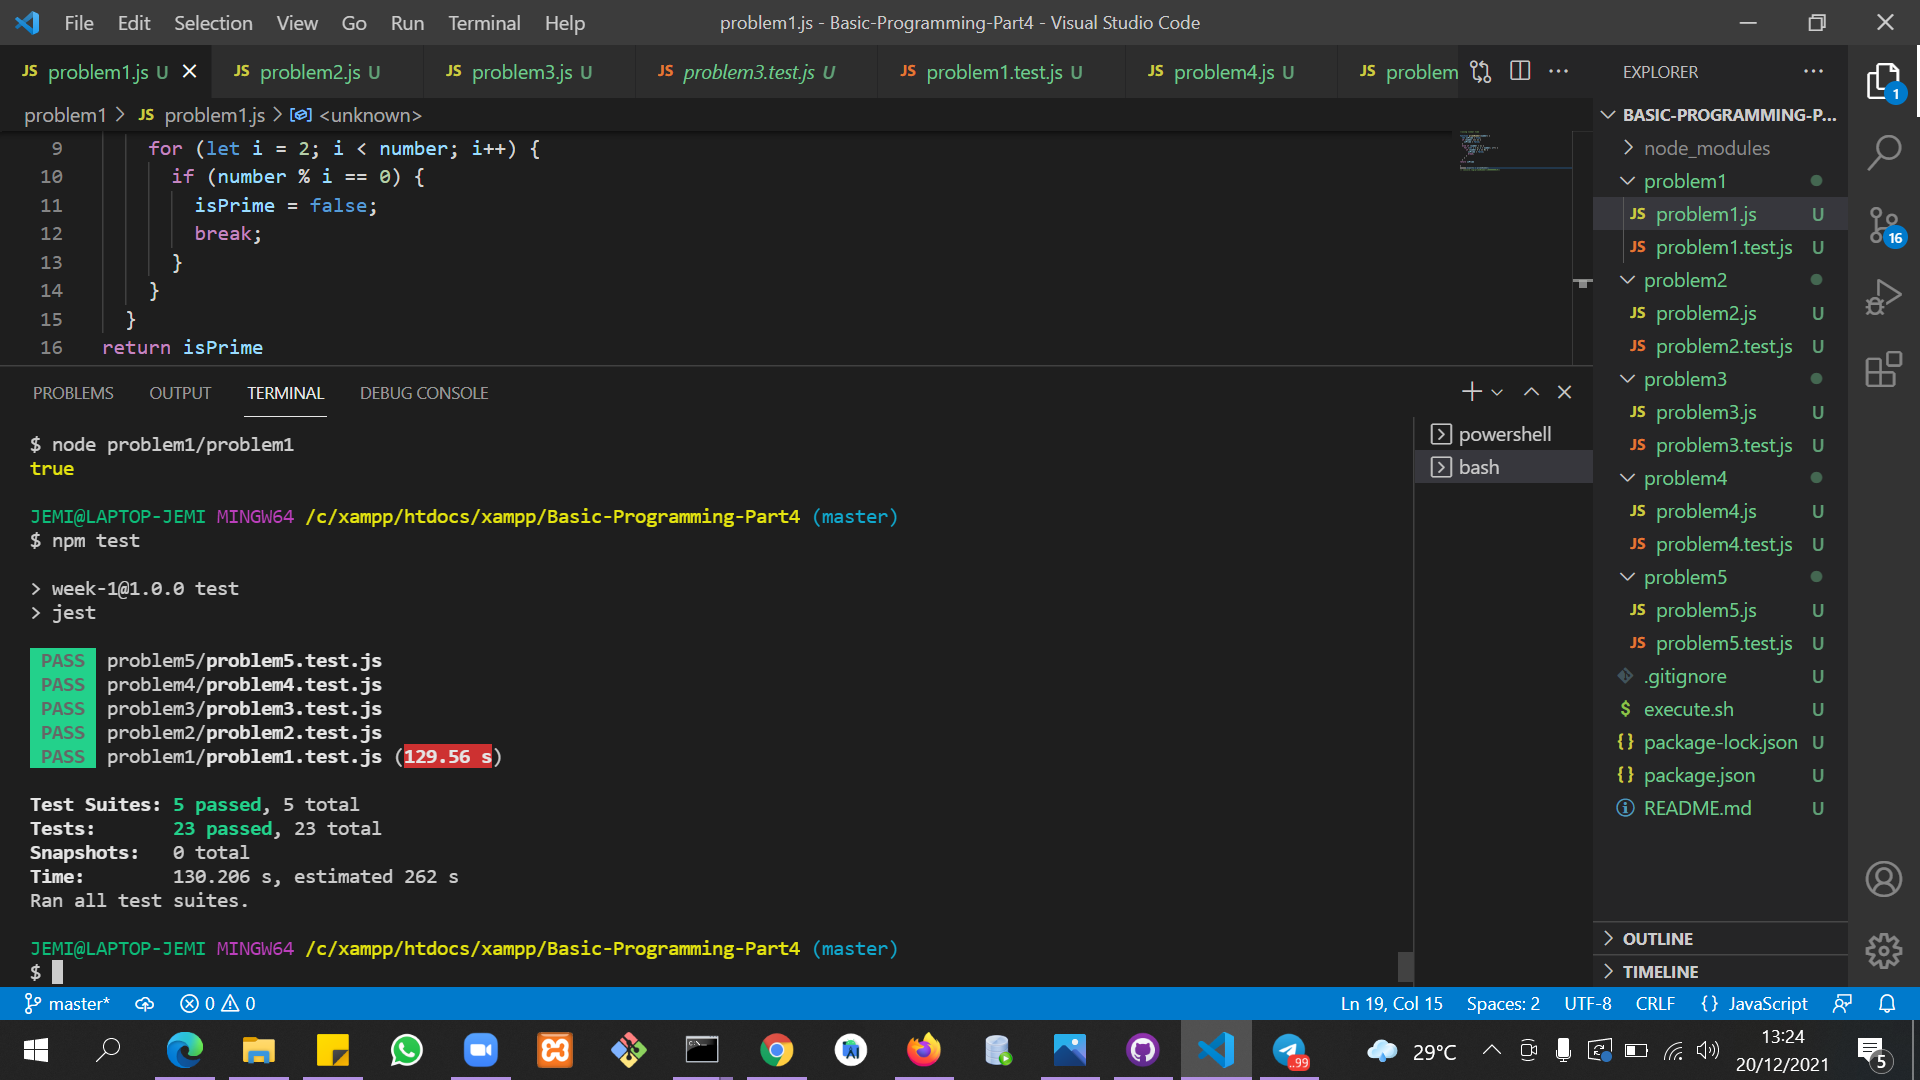 File Edit Selection View Go Run Terminal Help
problem1.js - Basic-Programming-Part4 - Visual Studio Code
JS problem1.js U
JS problem2.js U
JS problem3.js U
JS problem3.test.js U
JS problem1.test.js U
JS problem4.js U
JS problem
problem1 > JS problem1.js > <unknown>
9 for (let i = 2; i < number; i++) {
10 if (number % i == 0) {
11 isPrime = false;
12 break;
13 }
14 }
15 }
16 return isPrime
PROBLEMS OUTPUT TERMINAL DEBUG CONSOLE
$ node problem1/problem1
true
JEMI@LAPTOP-JEMI MINGW64 /c/xampp/htdocs/xampp/Basic-Programming-Part4 (master)
$ npm test
> week-1@1.0.0 test
> jest
PASS problem5/problem5.test.js
PASS problem4/problem4.test.js
PASS problem3/problem3.test.js
PASS problem2/problem2.test.js
PASS problem1/problem1.test.js (129.56 s)
Test Suites: 5 passed, 5 total
Tests: 23 passed, 23 total
Snapshots: 0 total
Time: 130.206 s, estimated 262 s
Ran all test suites.
JEMI@LAPTOP-JEMI MINGW64 /c/xampp/htdocs/xampp/Basic-Programming-Part4 (master)
$
powershell
bash
EXPLORER
BASIC-PROGRAMMING-P...
node_modules
problem1
JS problem1.js U
JS problem1.test.js U
problem2
JS problem2.js U
JS problem2.test.js U
problem3
JS problem3.js U
JS problem3.test.js U
problem4
JS problem4.js U
JS problem4.test.js U
problem5
JS problem5.js U
JS problem5.test.js U
.gitignore U
$ execute.sh U
{} package-lock.json U
{} package.json U
README.md U
OUTLINE
TIMELINE
1
16
master* 0 0
Ln 19, Col 15 Spaces: 2 UTF-8 CRLF {} JavaScript
..99
29°C
13:24
20/12/2021
5